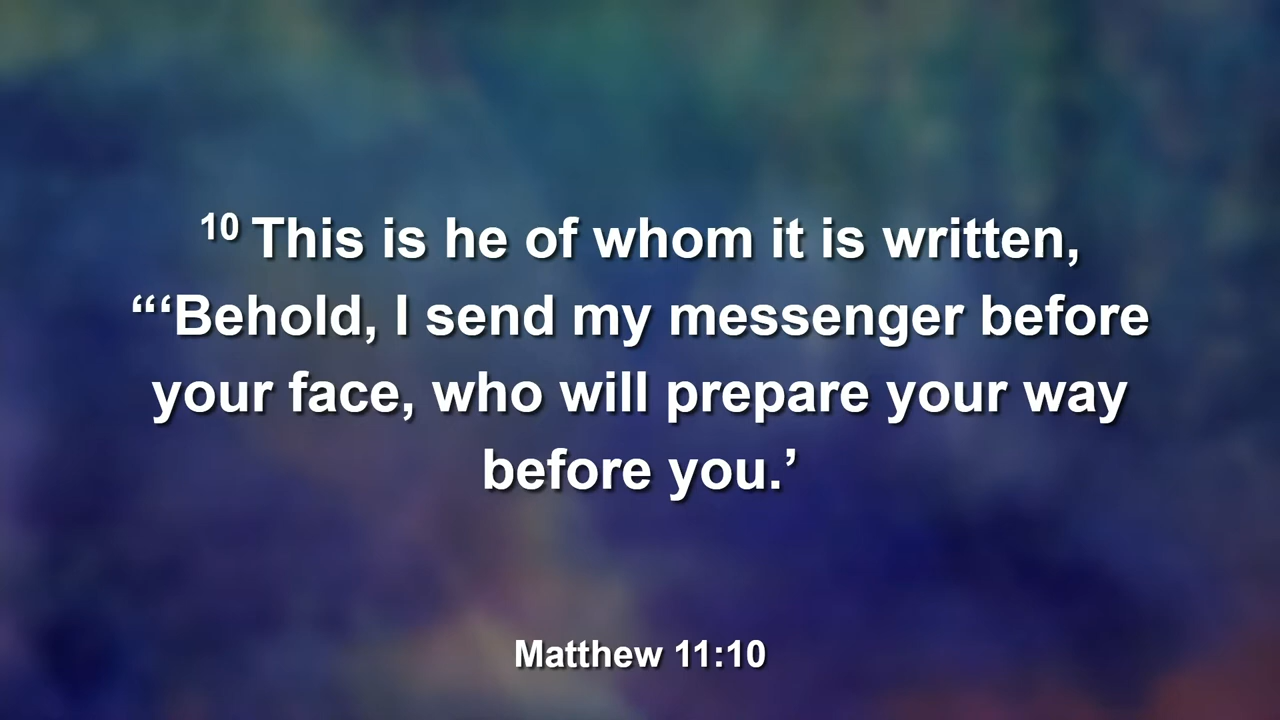 10 This is he of whom it is written,
“‘Behold, I send my messenger before
your face, who will prepare your way
before you.’
Matthew 11:10